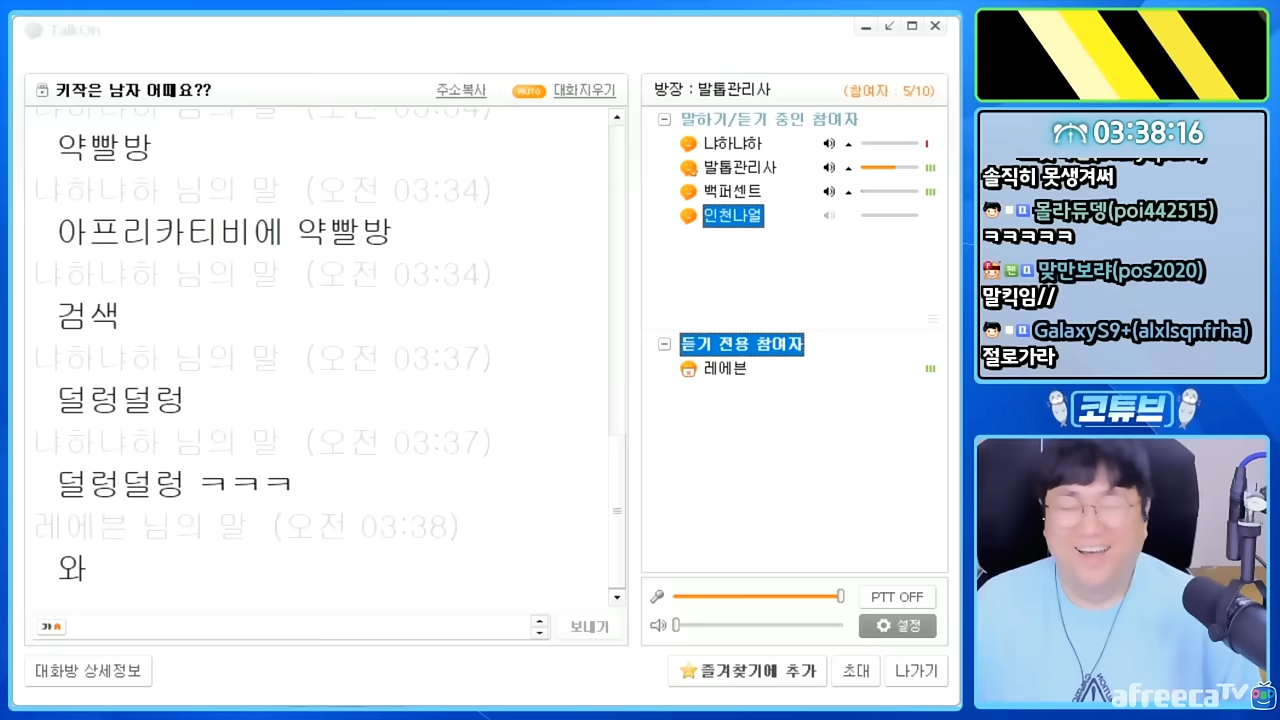 TalkOn
키작은 남자 어때요??
주소복사
AUTO
대화지우기
약빨방
냐하냐하 님의 말 (오전 03:34)
아프리카티비에 약빨방
냐하냐하 님의 말 (오전 03:34)
검색
냐하냐하 님의 말 (오전 03:37)
덜렁덜렁
냐하냐하 님의 말 (오전 03:37)
덜렁덜렁 ㅋㅋㅋ
레에븐 님의 말 (오전 03:38)
와
가
보내기
대화방 상세정보
방장 : 발톱관리사
(참여자 : 5/10)
말하기/듣기 중인 참여자
냐하냐하
발톱관리사
백퍼센트
인천나얼
듣기 전용 참여자
레에븐
PTT OFF
설정
즐겨찾기에 추가
초대
나가기
03:38:16
솔직히 못생겨써
몰라듀뎅(poi442515)
ㅋㅋㅋㅋㅋ
팬 맞만보랴(pos2020)
말킥임//
GalaxyS9+(alxlsqnfrha)
절로가라
코튜브
afreecaTV